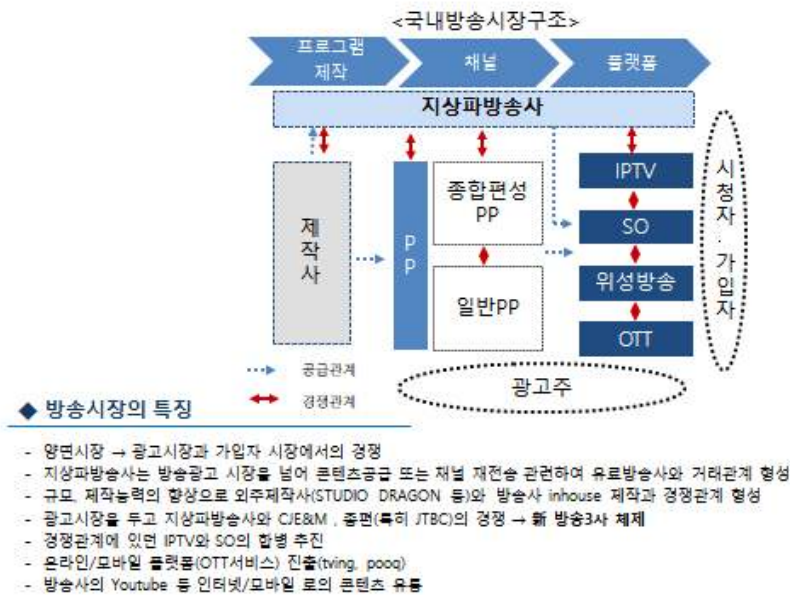 <국내방송시장구조>
프로그램
제작
채널
플랫폼
지상파방송사
제작사
PP
종합편성
PP
일반PP
IPTV
SO
위성방송
OTT
시청자 · 가입자
광고주
공급관계
경쟁관계
◆ 방송시장의 특징
- 양면시장 → 광고시장과 가입자 시장에서의 경쟁
- 지상파방송사는 방송광고 시장을 넘어 콘텐츠공급 또는 채널 재전송 관련하여 유료방송사와 거래관계 형성
- 규모, 제작능력의 향상으로 외주제작사(STUDIO DRAGON 등)와 방송사 inhouse 제작과 경쟁관계 형성
- 광고시장을 두고 지상파방송사와 CJE&M , 종편(특히 JTBC)의 경쟁 → 新 방송3사 체제
- 경쟁관계에 있던 IPTV와 SO의 합병 추진
- 온라인/모바일 플랫폼(OTT서비스) 진출(tving, pooq)
- 방송사의 Youtube 등 인터넷/모바일 로의 콘텐츠 유통